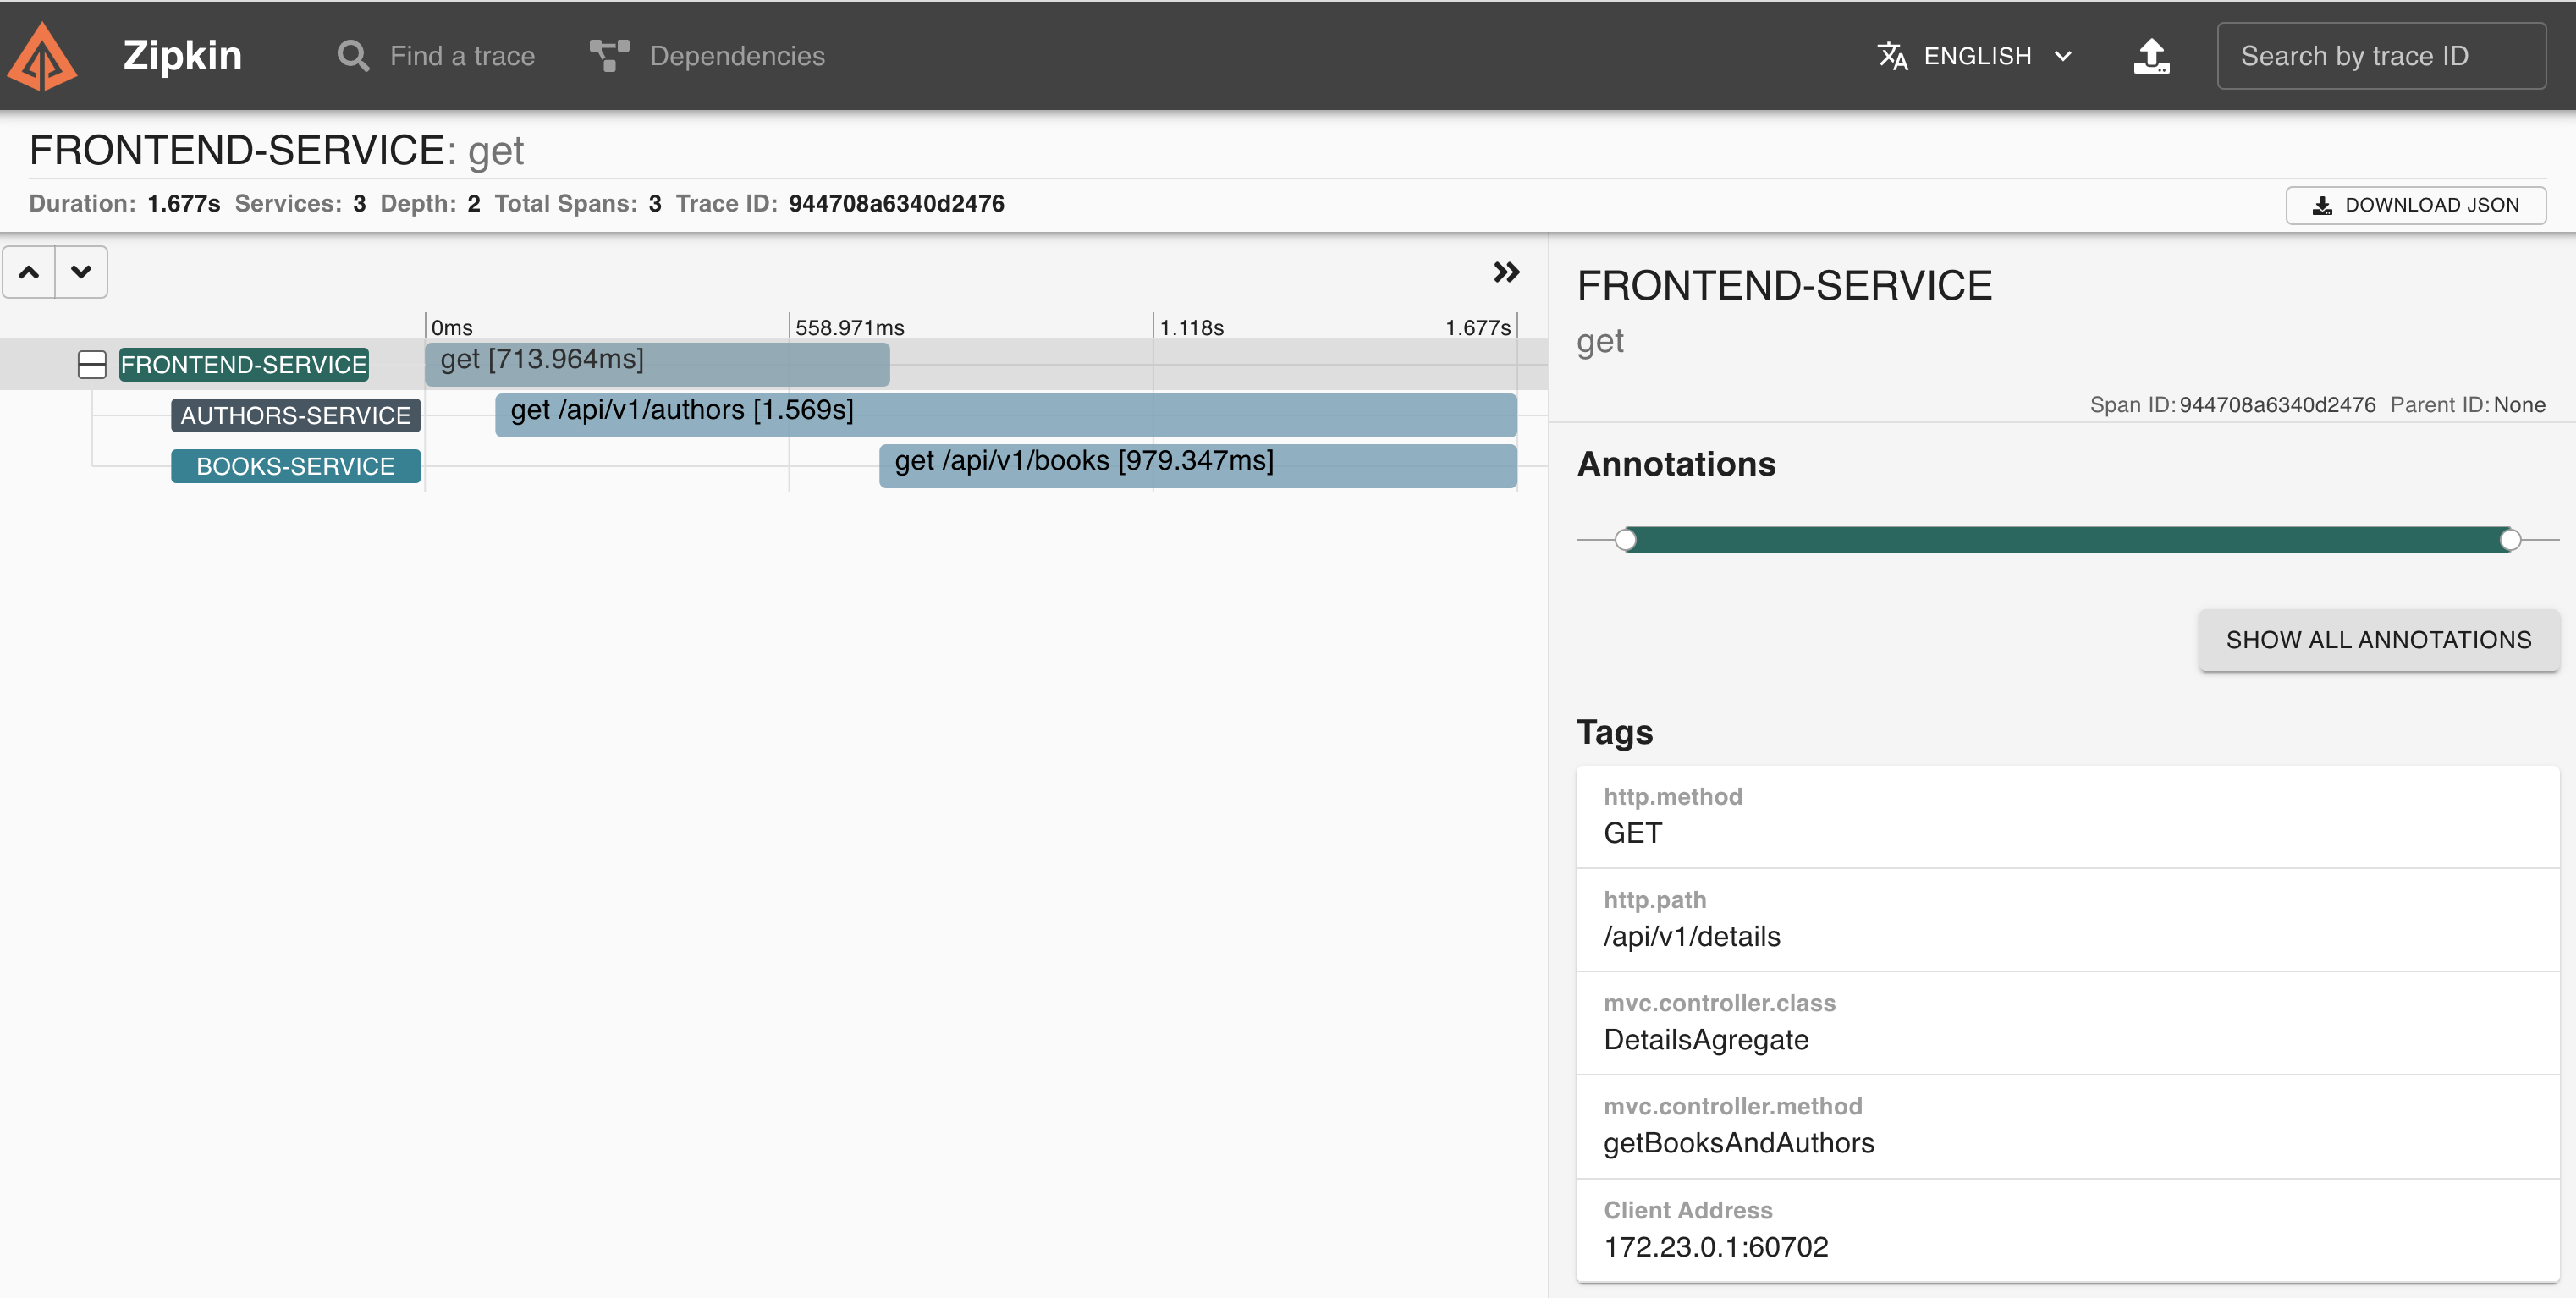 Zipkin
Find a trace
Dependencies
ENGLISH
Search by trace ID
FRONTEND-SERVICE: get
Duration: 1.677s Services: 3 Depth: 2 Total Spans: 3 Trace ID: 944708a6340d2476
DOWNLOAD JSON
0ms 558.971ms 1.118s 1.677s
FRONTEND-SERVICE get [713.964ms]
AUTHORS-SERVICE get /api/v1/authors [1.569s]
BOOKS-SERVICE get /api/v1/books [979.347ms]
FRONTEND-SERVICE
get
Span ID: 944708a6340d2476 Parent ID: None
Annotations
SHOW ALL ANNOTATIONS
Tags
http.method
GET
http.path
/api/v1/details
mvc.controller.class
DetailsAgregate
mvc.controller.method
getBooksAndAuthors
Client Address
172.23.0.1:60702